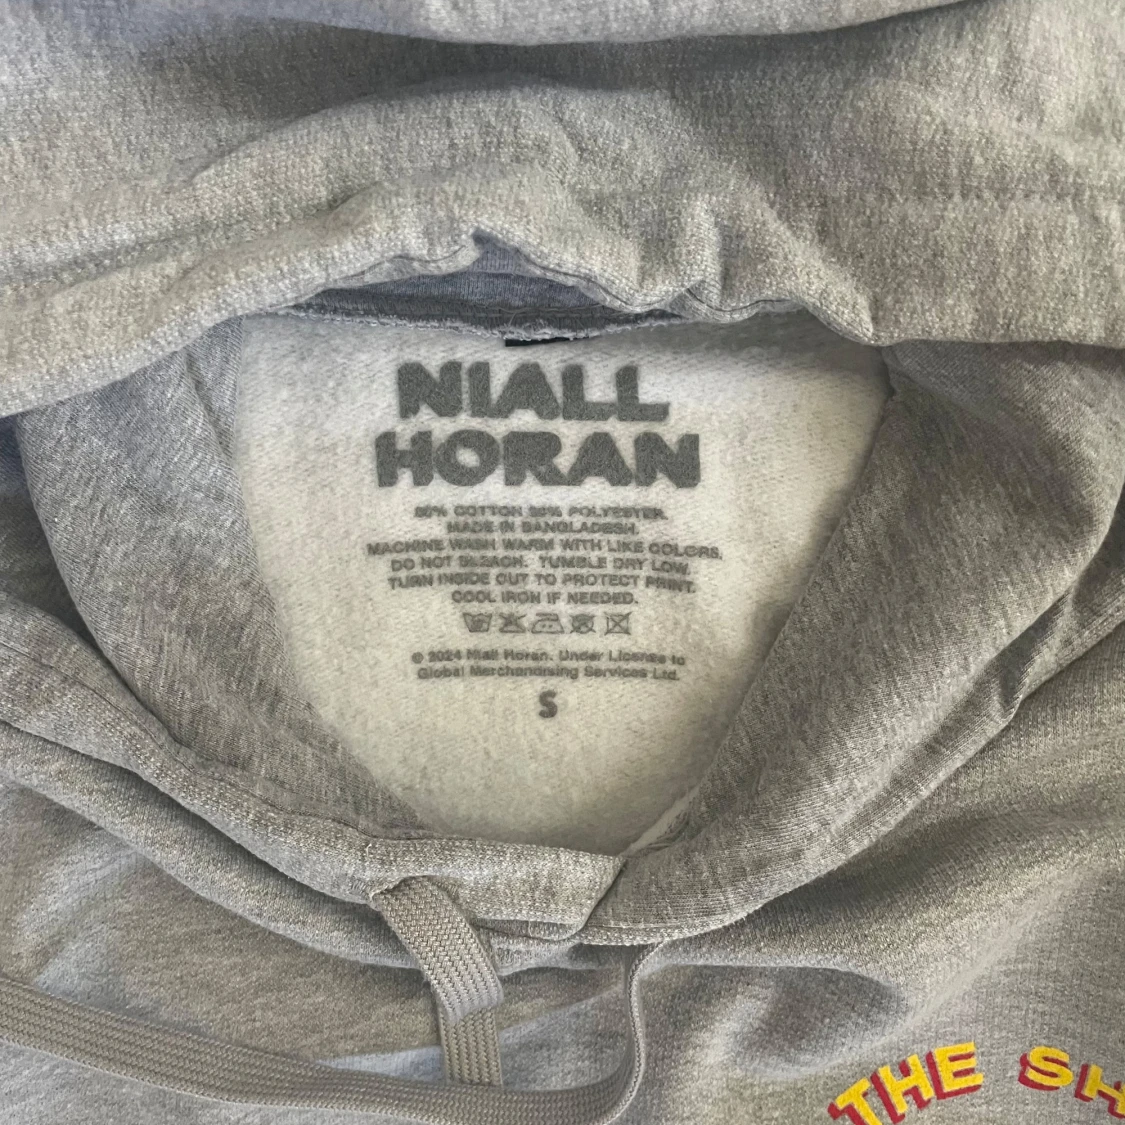 NIALL
HORAN
80% COTTON 20% POLYESTER.
MADE IN BANGLADESH.
MACHINE WASH WARM WITH LIKE COLORS.
DO NOT BLEACH. TUMBLE DRY LOW.
TURN INSIDE OUT TO PROTECT PRINT.
COOL IRON IF NEEDED.
© 2024 Niall Horan. Under License to
Global Merchandising Services Ltd.
S
THE SH